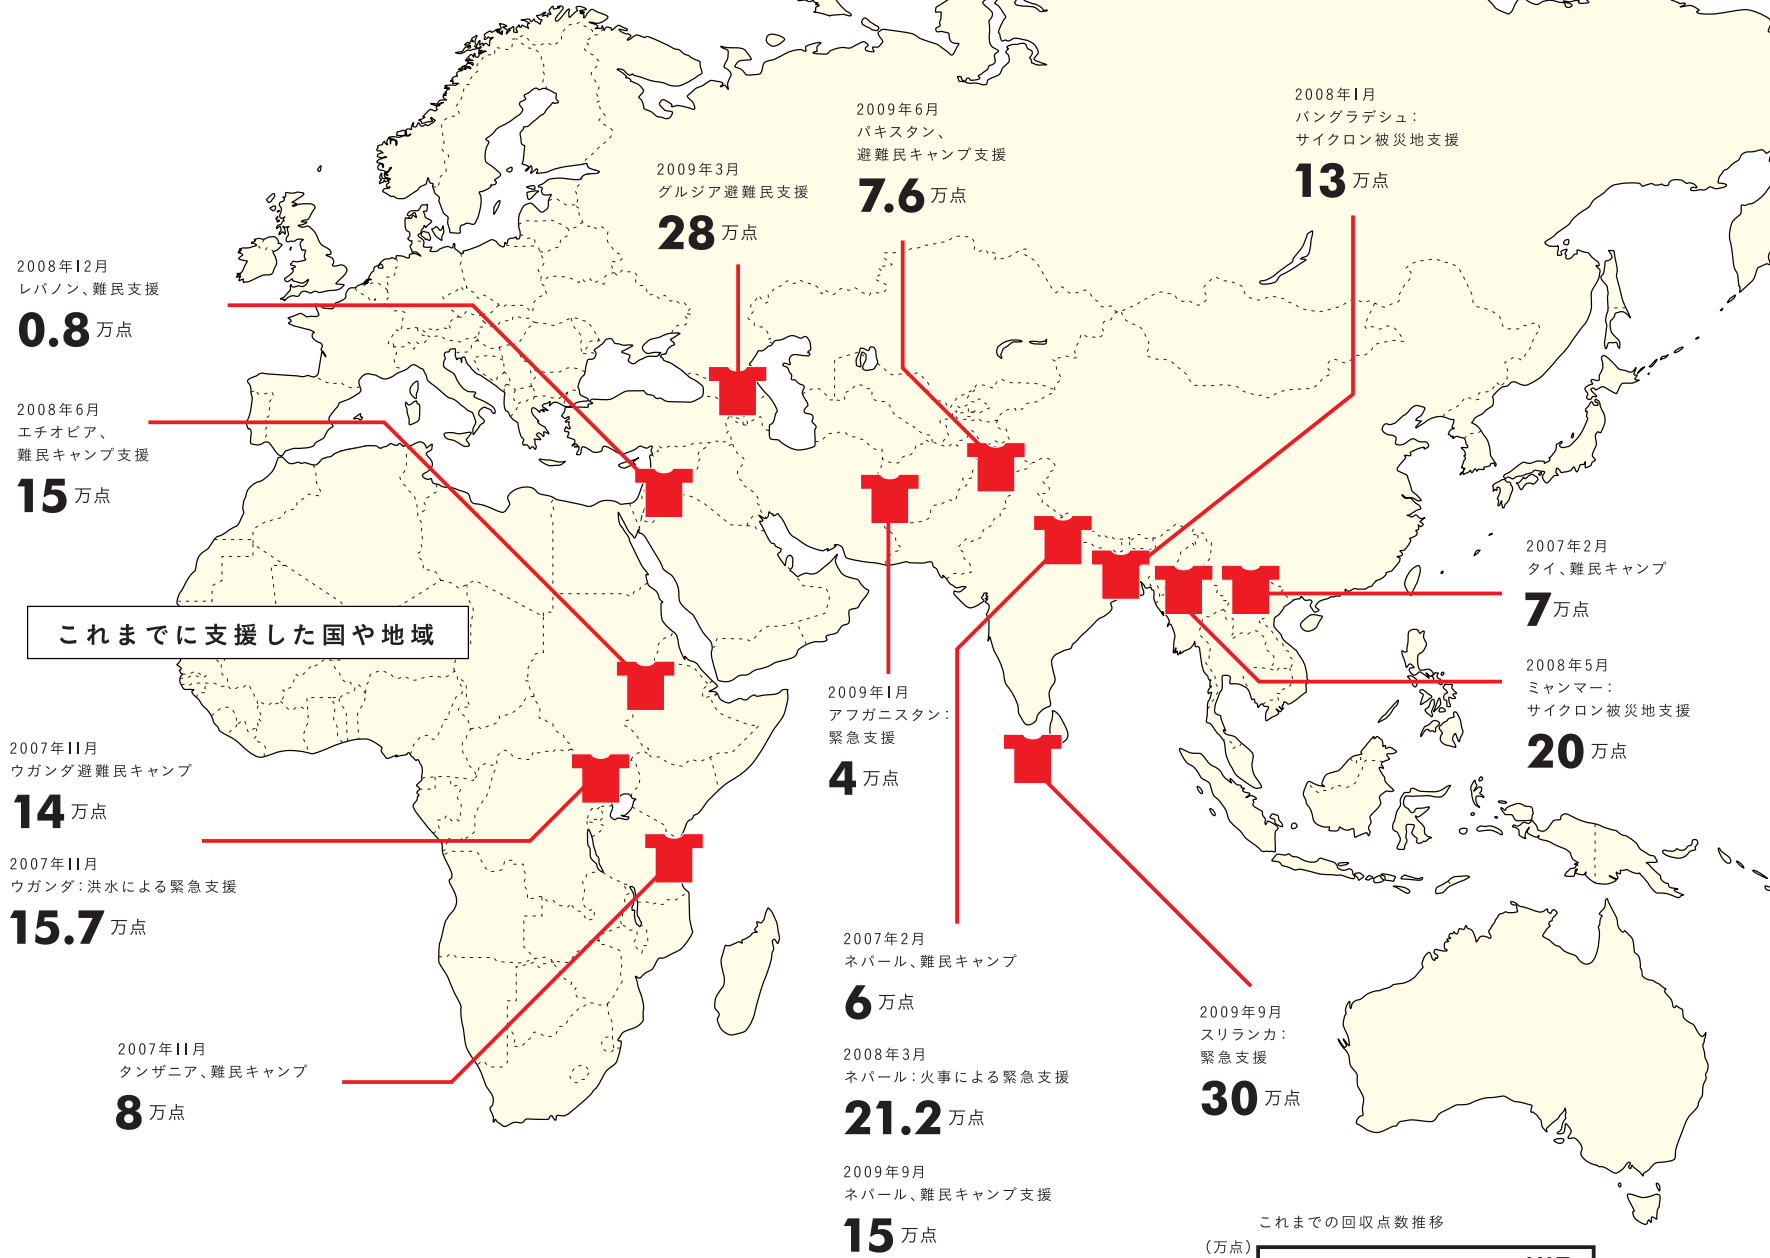 2008年12月
レバノン、難民支援
0.8万点
2008年6月
エチオピア、
難民キャンプ支援
15万点
これまでに支援した国や地域
2007年11月
ウガンダ避難民キャンプ
14万点
2007年11月
ウガンダ:洪水による緊急支援
15.7万点
2007年11月
タンザニア、難民キャンプ
8万点
2009年3月
グルジア避難民支援
28万点
2009年6月
パキスタン、
避難民キャンプ支援
7.6万点
2008年1月
バングラデシュ:
サイクロン被災地支援
13万点
2007年2月
タイ、難民キャンプ
7万点
2008年5月
ミャンマー:
サイクロン被災地支援
20万点
2009年1月
アフガニスタン:
緊急支援
4万点
2007年2月
ネパール、難民キャンプ
6万点
2008年3月
ネパール:火事による緊急支援
21.2万点
2009年9月
ネパール、難民キャンプ支援
15万点
2009年9月
スリランカ:
緊急支援
30万点
これまでの回収点数推移
(万点)